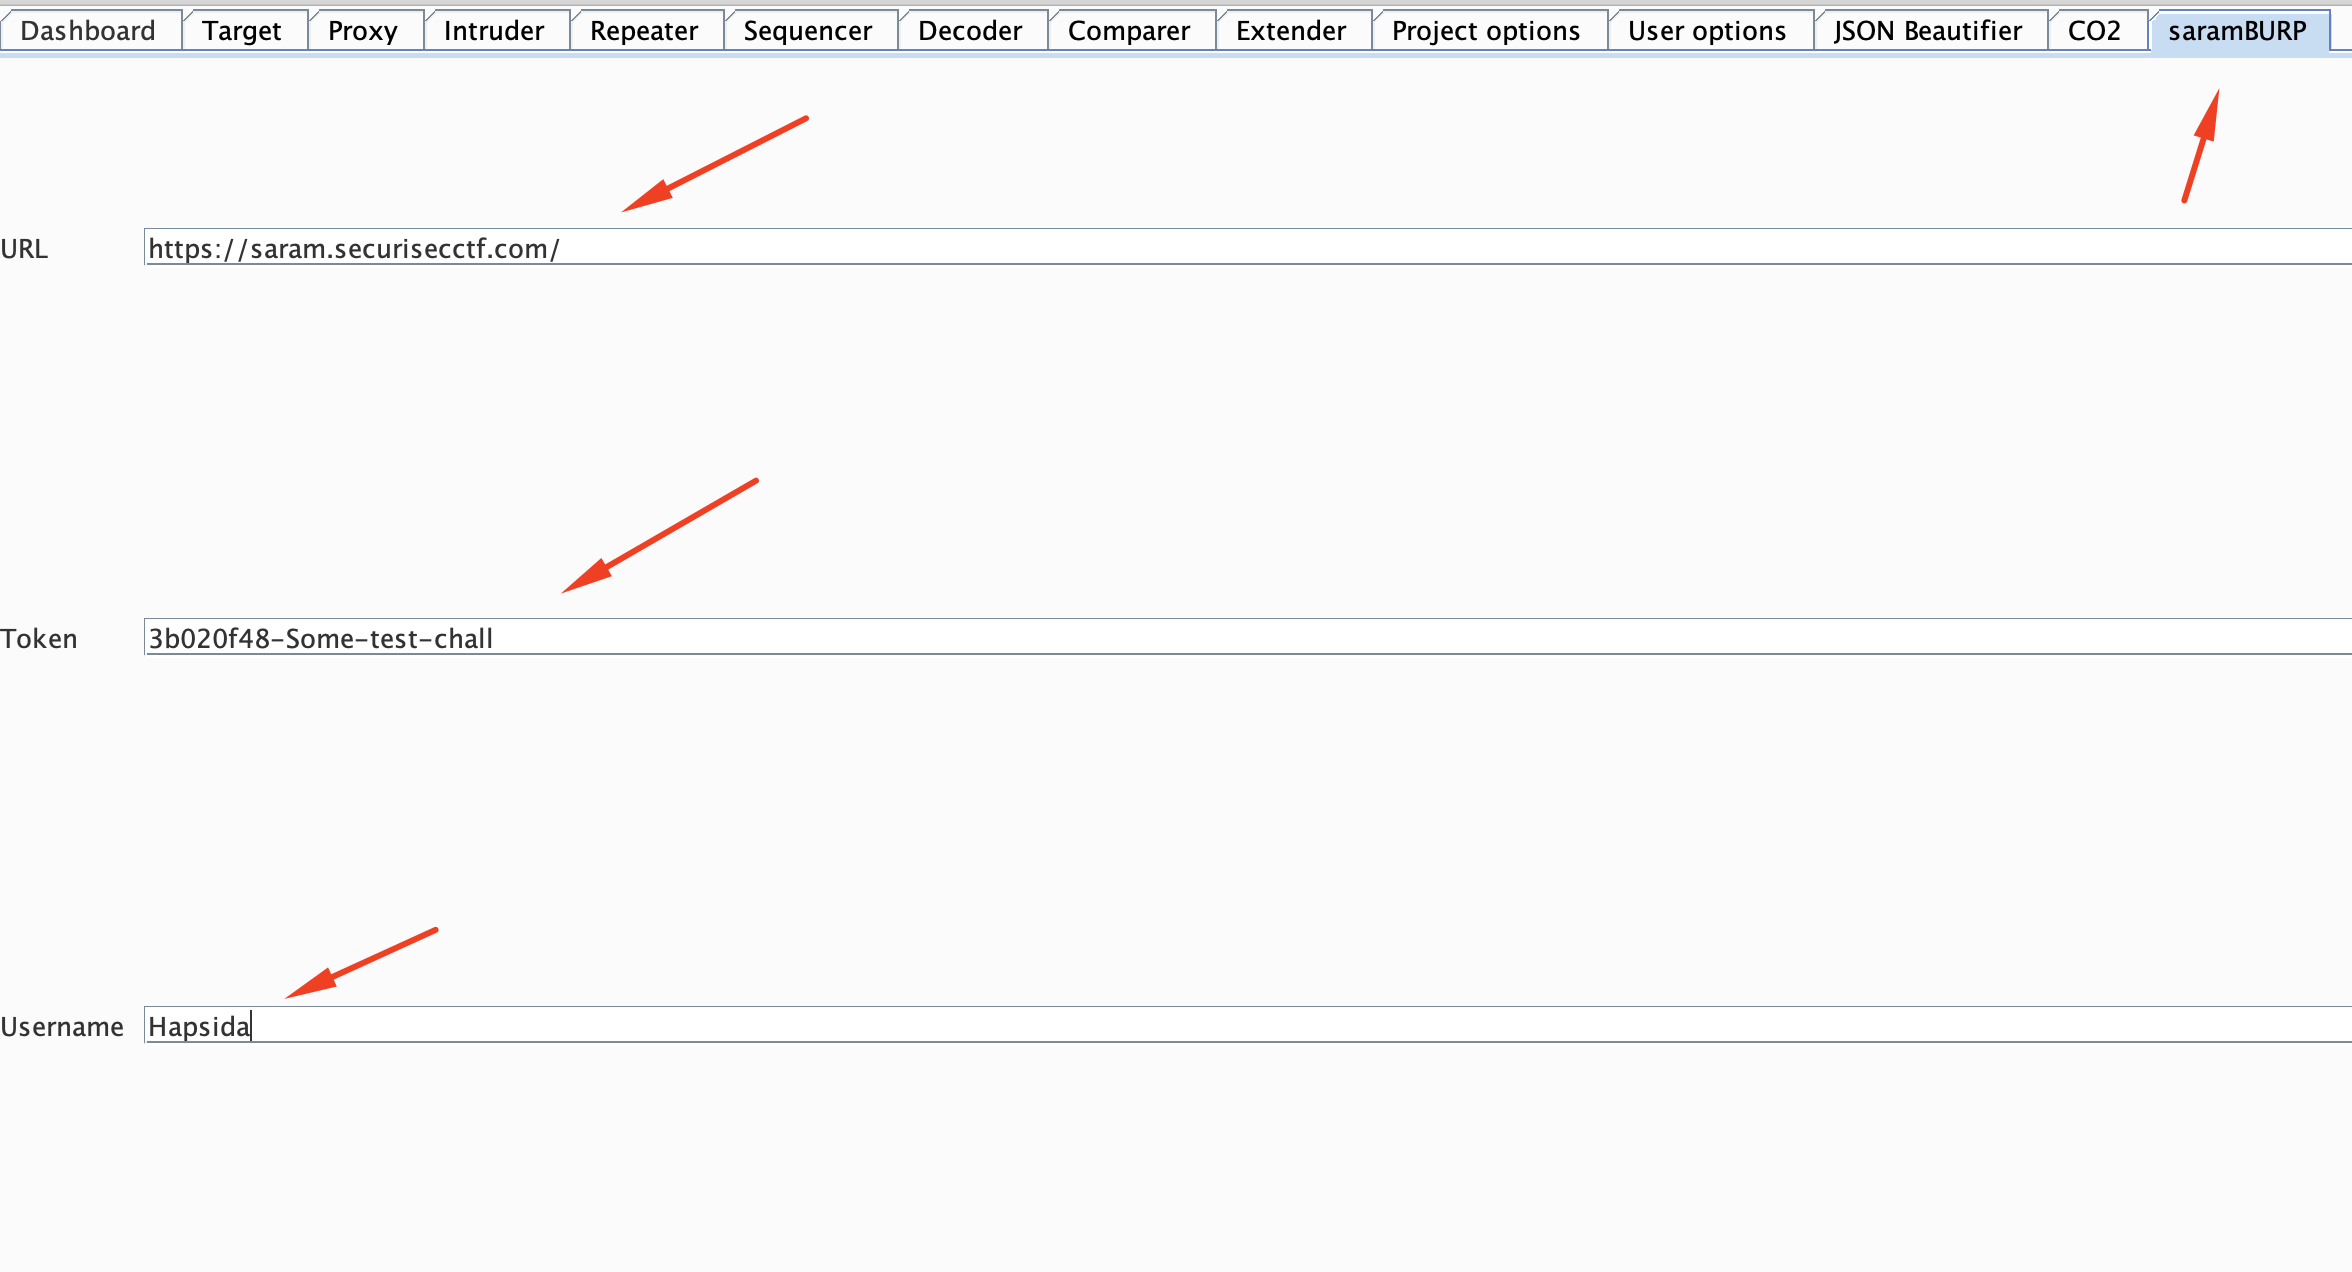 Dashboard Target Proxy Intruder Repeater Sequencer Decoder Comparer Extender Project options User options JSON Beautifier CO2 saramBURP
URL https://saram.securisecctf.com/
Token 3b020f48-Some-test-chall
Username Hapsida